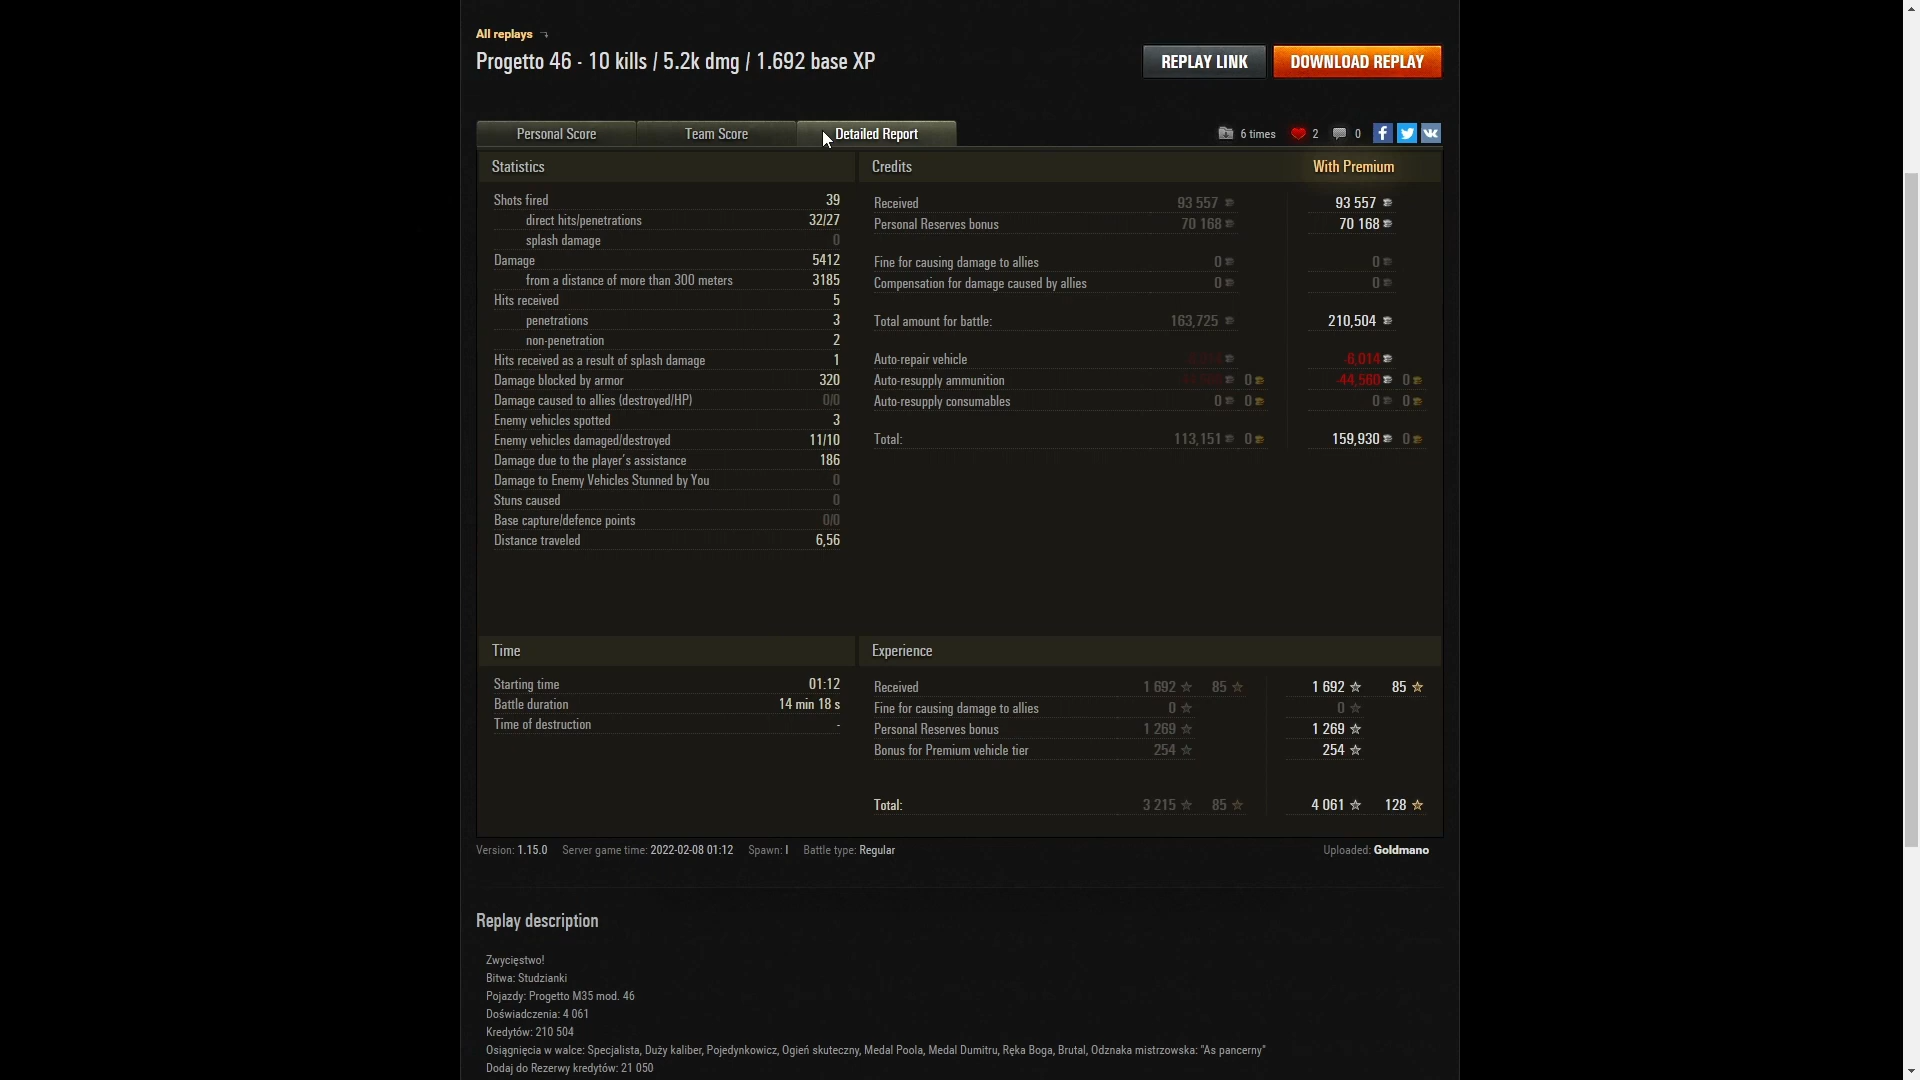 All replays
Progetto 46 - 10 kills / 5.2k dmg / 1.692 base XP
REPLAY LINK
DOWNLOAD REPLAY
Personal Score
Team Score
Detailed Report
6 times
2
0
Statistics
Shots fired 39
direct hits/penetrations 32/27
splash damage 0
Damage 5412
from a distance of more than 300 meters 3185
Hits received 5
penetrations 3
non-penetration 2
Hits received as a result of splash damage 1
Damage blocked by armor 320
Damage caused to allies (destroyed/HP) 0/0
Enemy vehicles spotted 3
Enemy vehicles damaged/destroyed 11/10
Damage due to the player's assistance 186
Damage to Enemy Vehicles Stunned by You 0
Stuns caused 0
Base capture/defence points 0/0
Distance traveled 6,56
Credits With Premium
Received 93 557 93 557
Personal Reserves bonus 70 168 70 168
Fine for causing damage to allies 0 0
Compensation for damage caused by allies 0 0
Total amount for battle: 163,725 210,504
Auto-repair vehicle -6,014
Auto-resupply ammunition 0 -44,560 0
Auto-resupply consumables 0 0 0 0
Total: 113,151 0 159,930 0
Time
Starting time 01:12
Battle duration 14 min 18 s
Time of destruction -
Experience
Received 1 692 85 1 692 85
Fine for causing damage to allies 0 0
Personal Reserves bonus 1 269 1 269
Bonus for Premium vehicle tier 254 254
Total: 3 215 85 4 061 128
Version: 1.15.0 Server game time: 2022-02-08 01:12 Spawn: I Battle type: Regular
Uploaded: Goldmano
Replay description
Zwycięstwo!
Bitwa: Studzianki
Pojazdy: Progetto M35 mod. 46
Doświadczenia: 4 061
Kredytów: 210 504
Osiągnięcia w walce: Specjalista, Duży kaliber, Pojedynkowicz, Ogień skuteczny, Medal Poola, Medal Dumitru, Ręka Boga, Brutal, Odznaka mistrzowska: "As pancerny"
Dodaj do Rezerwy kredytów: 21 050